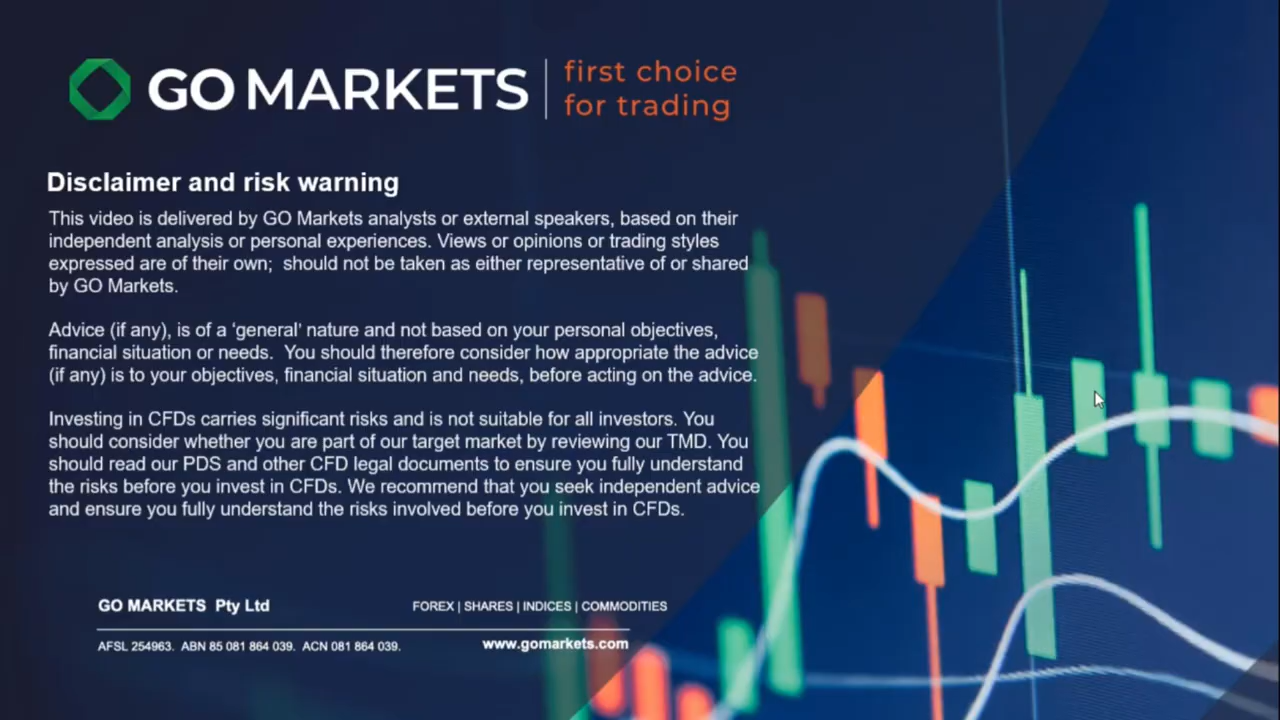 GO MARKETS
first choice
for trading
Disclaimer and risk warning
This video is delivered by GO Markets analysts or external speakers, based on their
independent analysis or personal experiences. Views or opinions or trading styles
expressed are of their own;  should not be taken as either representative of or shared
by GO Markets.
Advice (if any), is of a ‘general’ nature and not based on your personal objectives,
financial situation or needs.  You should therefore consider how appropriate the advice
(if any) is to your objectives, financial situation and needs, before acting on the advice.
Investing in CFDs carries significant risks and is not suitable for all investors. You
should consider whether you are part of our target market by reviewing our TMD. You
should read our PDS and other CFD legal documents to ensure you fully understand
the risks before you invest in CFDs. We recommend that you seek independent advice
and ensure you fully understand the risks involved before you invest in CFDs.
GO MARKETS  Pty Ltd
FOREX | SHARES | INDICES | COMMODITIES
AFSL 254963.  ABN 85 081 864 039.  ACN 081 864 039.
www.gomarkets.com